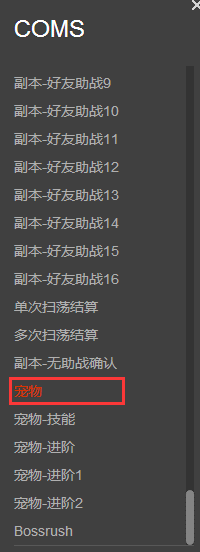 COMS
副本-好友助战9
副本-好友助战10
副本-好友助战11
副本-好友助战12
副本-好友助战13
副本-好友助战14
副本-好友助战15
副本-好友助战16
单次扫荡结算
多次扫荡结算
副本-无助战确认
宠物
宠物-技能
宠物-进阶
宠物-进阶1
宠物-进阶2
Bossrush